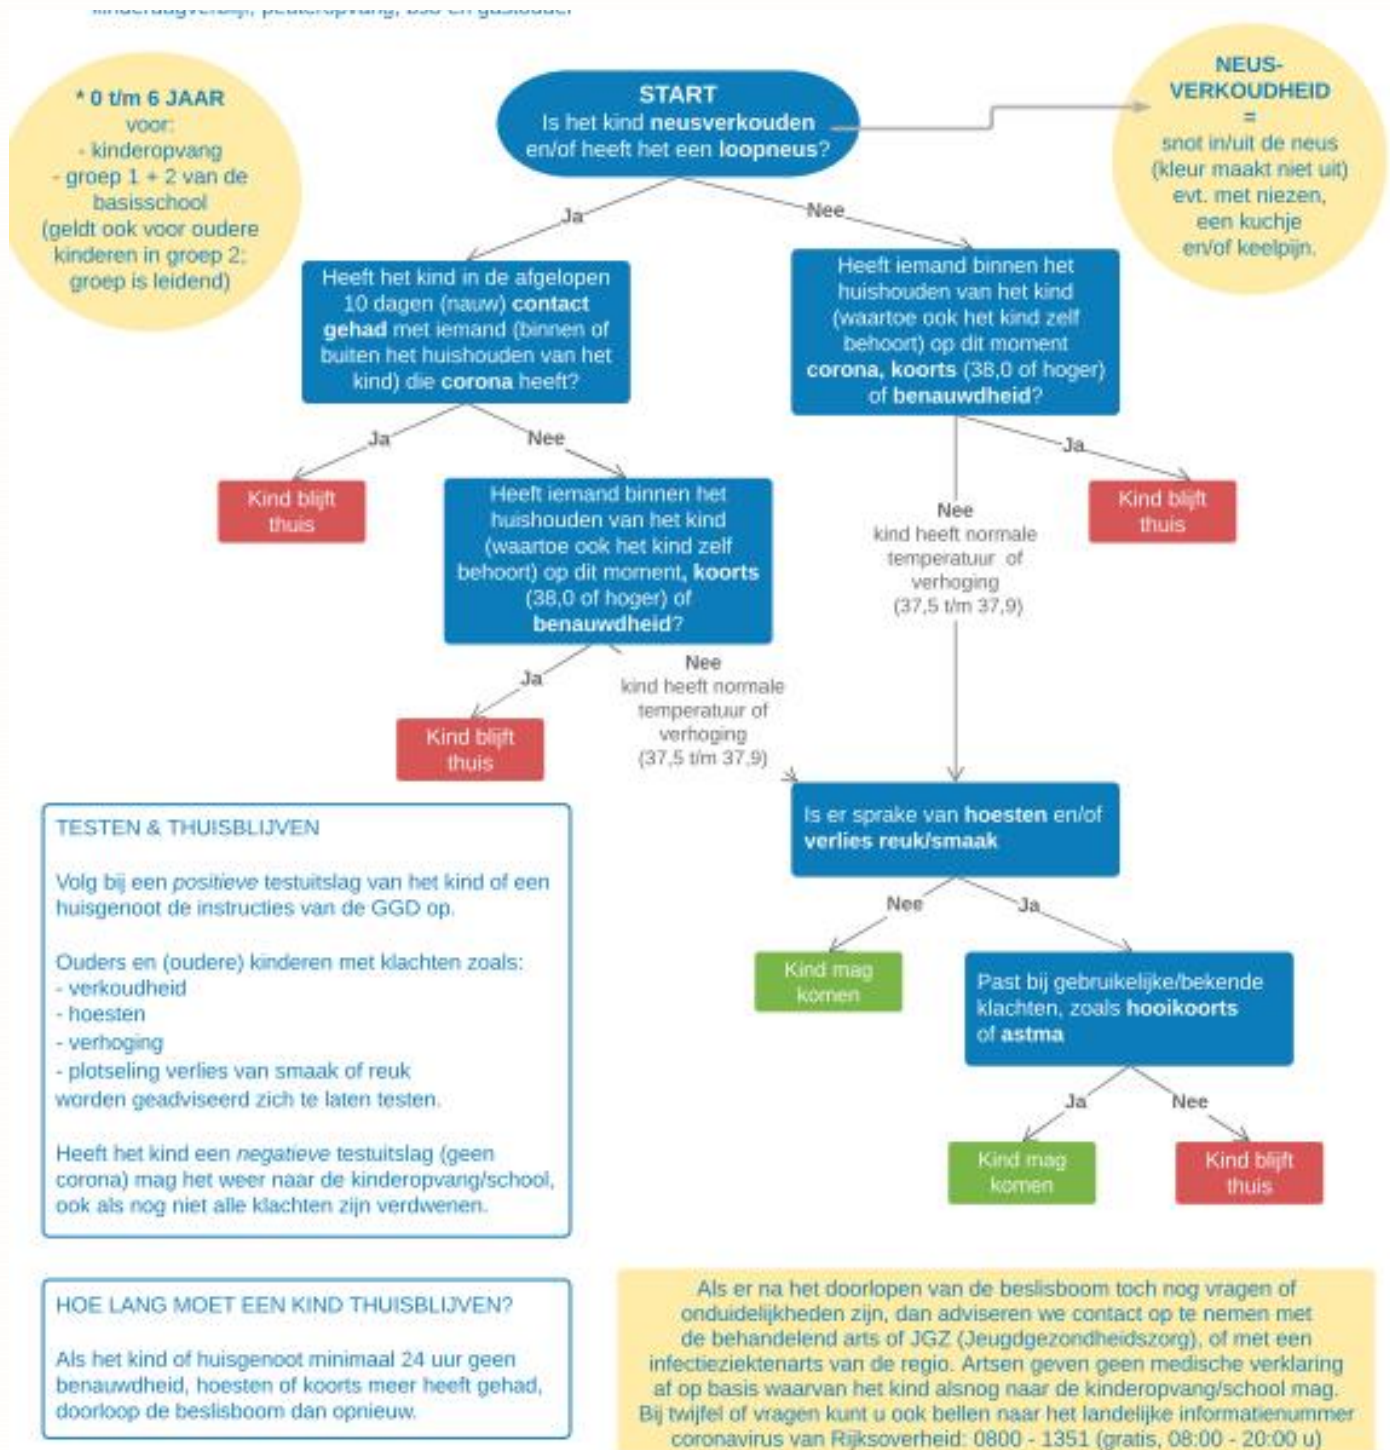 * 0 t/m 6 JAAR
voor:
- kinderopvang
- groep 1 + 2 van de
basisschool
(geldt ook voor oudere
kinderen in groep 2;
groep is leidend)
START
Is het kind neusverkouden
en/of heeft het een loopneus?
NEUS-
VERKOUDHEID
=
snot in/uit de neus
(kleur maakt niet uit)
evt. met niezen,
een kuchje
en/of keelpijn.
Ja
Nee
Heeft het kind in de afgelopen
10 dagen (nauw) contact
gehad met iemand (binnen of
buiten het huishouden van het
kind) die corona heeft?
Heeft iemand binnen het
huishouden van het kind
(waartoe ook het kind zelf
behoort) op dit moment
corona, koorts (38,0 of hoger)
of benauwdheid?
Ja
Nee
Ja
Kind blijft
thuis
Heeft iemand binnen het
huishouden van het kind
(waartoe ook het kind zelf
behoort) op dit moment, koorts
(38,0 of hoger) of
benauwdheid?
Nee
kind heeft normale
temperatuur of
verhoging
(37,5 t/m 37,9)
Kind blijft
thuis
Ja
Nee
kind heeft normale
temperatuur of
verhoging
(37,5 t/m 37,9)
Kind blijft
thuis
Is er sprake van hoesten en/of
verlies reuk/smaak
Nee
Ja
Kind mag
komen
Past bij gebruikelijke/bekende
klachten, zoals hooikoorts
of astma
Ja
Nee
Kind mag
komen
Kind blijft
thuis
TESTEN & THUISBLIJVEN
Volg bij een positieve testuitslag van het kind of een
huisgenoot de instructies van de GGD op.
Ouders en (oudere) kinderen met klachten zoals:
- verkoudheid
- hoesten
- verhoging
- plotseling verlies van smaak of reuk
worden geadviseerd zich te laten testen.
Heeft het kind een negatieve testuitslag (geen
corona) mag het weer naar de kinderopvang/school,
ook als nog niet alle klachten zijn verdwenen.
HOE LANG MOET EEN KIND THUISBLIJVEN?
Als het kind of huisgenoot minimaal 24 uur geen
benauwdheid, hoesten of koorts meer heeft gehad,
doorloop de beslisboom dan opnieuw.
Als er na het doorlopen van de beslisboom toch nog vragen of
onduidelijkheden zijn, dan adviseren we contact op te nemen met
de behandelend arts of JGZ (Jeugdgezondheidszorg), of met een
infectieziektenarts van de regio. Artsen geven geen medische verklaring
af op basis waarvan het kind alsnog naar de kinderopvang/school mag.
Bij twijfel of vragen kunt u ook bellen naar het landelijke informatienummer
coronavirus van Rijksoverheid: 0800 - 1351 (gratis, 08:00 - 20:00 u)